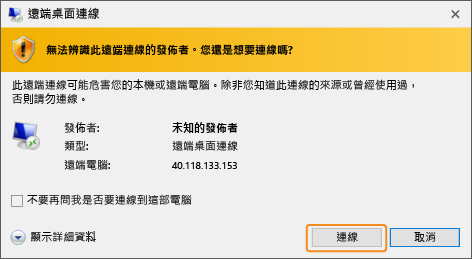 遠端桌面連線
無法辨識此遠端連線的發佈者。您還是想要連線嗎?
此遠端連線可能危害您的本機或遠端電腦。除非您知道此連線的來源或曾經使用過，
否則請勿連線。
發佈者: 未知的發佈者
類型: 遠端桌面連線
遠端電腦: 40.118.133.153
不要再問我是否要連線到這部電腦
顯示詳細資料 連線 取消